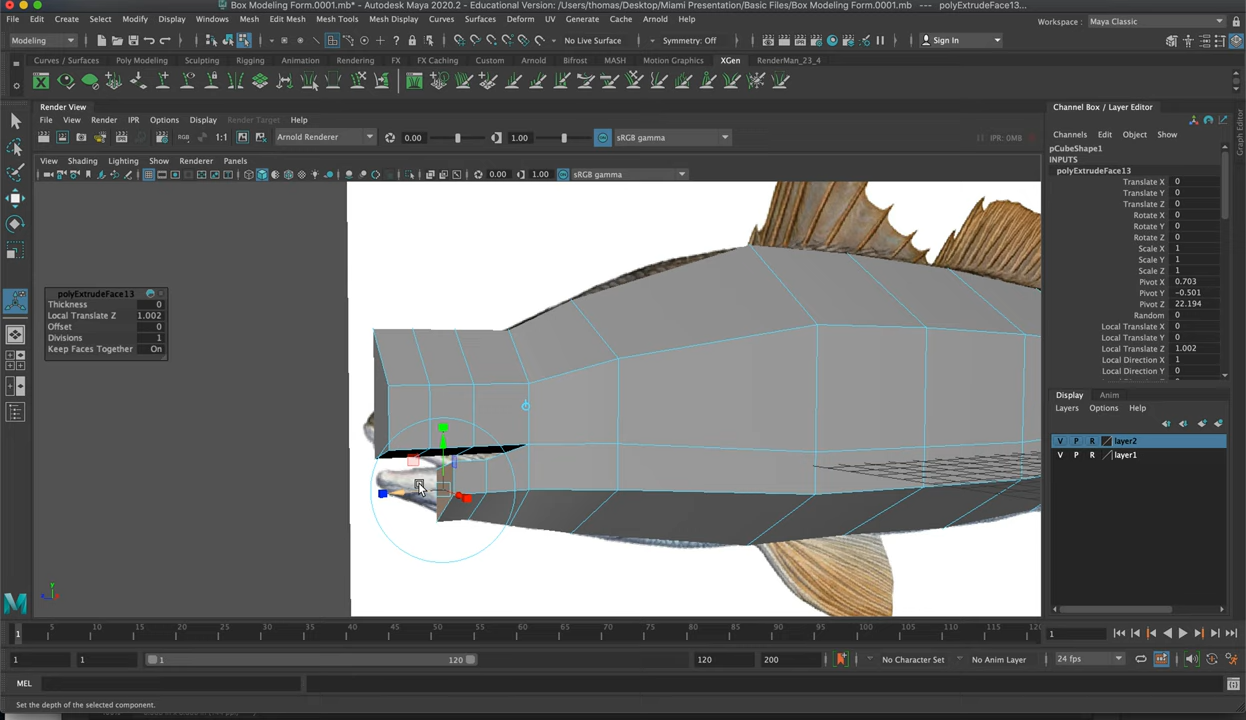 Box Modeling Form.0001.mb* - Autodesk Maya 2020.2 - Educational Version: /Users/thomas/Desktop/Miami Presentation/Basic Files/Box Modeling Form.0001.mb --- polyExtrudeFace13...
File Edit Create Select Modify Display Windows Mesh Edit Mesh Mesh Tools Mesh Display Curves Surfaces Deform UV Generate Cache Arnold Help
Workspace : Maya Classic
Modeling No Live Surface Symmetry: Off Sign In
Curves / Surfaces Poly Modeling Sculpting Rigging Animation Rendering FX FX Caching Custom Arnold Bifrost MASH Motion Graphics XGen RenderMan_23_4
Render View
File View Render IPR Options Display Render Target Help
RGB 1:1 Arnold Renderer 0.00 1.00 sRGB gamma IPR: 0MB
View Shading Lighting Show Renderer Panels
0.00 1.00 sRGB gamma
polyExtrudeFace13
Thickness 0
Local Translate Z 1.002
Offset 0
Divisions 1
Keep Faces Together On
Channel Box / Layer Editor
Channels Edit Object Show
pCubeShape1
INPUTS
polyExtrudeFace13
Translate X 0
Translate Y 0
Translate Z 0
Rotate X 0
Rotate Y 0
Rotate Z 0
Scale X 1
Scale Y 1
Scale Z 1
Pivot X 0.703
Pivot Y -0.501
Pivot Z 22.194
Random 0
Local Translate X 0
Local Translate Y 0
Local Translate Z 1.002
Local Direction X 1
Local Direction Y 0
Display Anim
Layers Options Help
V P R layer2
V P R layer1
Graph Editor
1 5 10 15 20 25 30 35 40 45 50 55 60 65 70 75 80 85 90 95 100 105 110 115 12
1
1 1 1 120 120 200 No Character Set No Anim Layer 24 fps
MEL
Set the depth of the selected component.